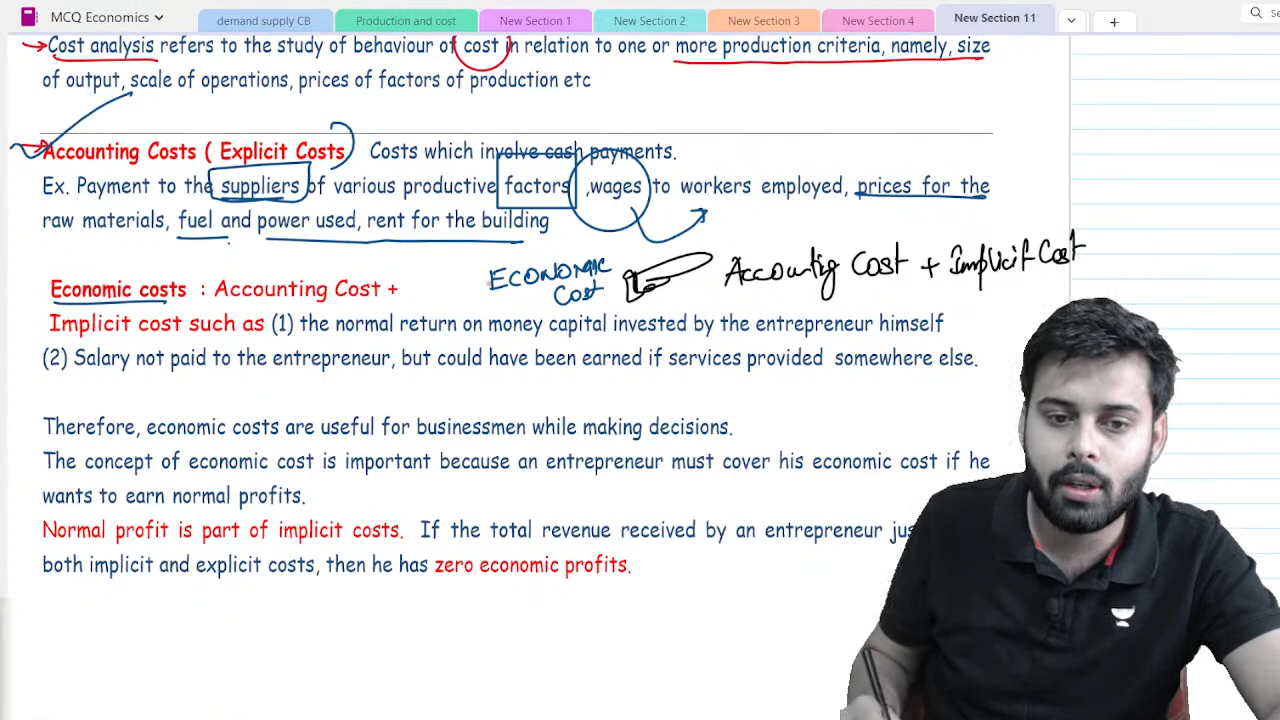 MCQ Economics
demand supply CB
Production and cost
New Section 1
New Section 2
New Section 3
New Section 4
New Section 11
Se
Cost analysis refers to the study of behaviour of cost in relation to one or more production criteria, namely, size
of output, scale of operations, prices of factors of production etc
Accounting Costs ( Explicit Costs) Costs which involve cash payments.
Ex. Payment to the suppliers of various productive factors ,wages to workers employed, prices for the
raw materials, fuel and power used, rent for the building
ECONOMIC Cost
Accounting Cost + Implicit Cost
Economic costs : Accounting Cost +
Implicit cost such as (1) the normal return on money capital invested by the entrepreneur himself
(2) Salary not paid to the entrepreneur, but could have been earned if services provided somewhere else.
Therefore, economic costs are useful for businessmen while making decisions.
The concept of economic cost is important because an entrepreneur must cover his economic cost if he
wants to earn normal profits.
Normal profit is part of implicit costs. If the total revenue received by an entrepreneur
both implicit and explicit costs, then he has zero economic profits.